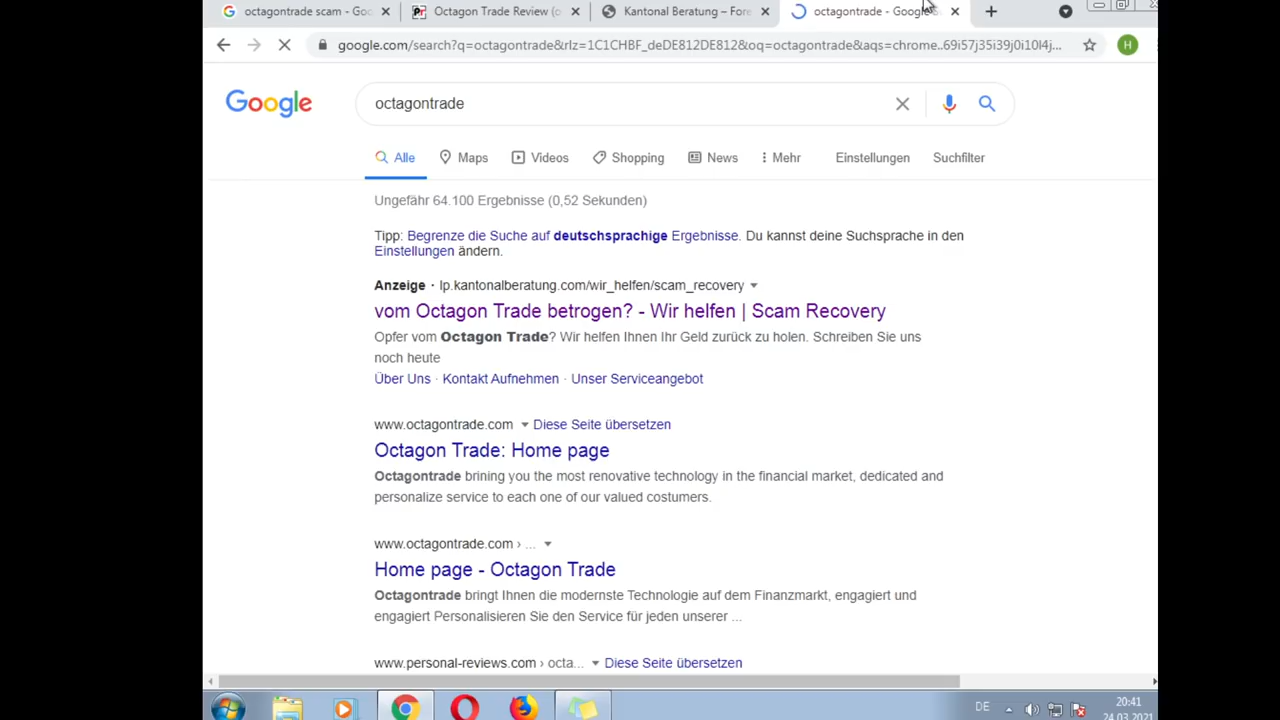 octagontrade scam - Goo
Octagon Trade Review (o
Kantonal Beratung – Fore
octagontrade - Google S
google.com/search?q=octagontrade&rlz=1C1CHBF_deDE812DE812&oq=octagontrade&aqs=chrome..69i57j35i39j0i10l4j...
H
Google
octagontrade
Alle
Maps
Videos
Shopping
News
Mehr
Einstellungen
Suchfilter
Ungefähr 64.100 Ergebnisse (0,52 Sekunden)
Tipp: Begrenze die Suche auf deutschsprachige Ergebnisse. Du kannst deine Suchsprache in den
Einstellungen ändern.
Anzeige · lp.kantonalberatung.com/wir_helfen/scam_recovery
vom Octagon Trade betrogen? - Wir helfen | Scam Recovery
Opfer vom Octagon Trade? Wir helfen Ihnen Ihr Geld zurück zu holen. Schreiben Sie uns
noch heute
Über Uns · Kontakt Aufnehmen · Unser Serviceangebot
www.octagontrade.com Diese Seite übersetzen
Octagon Trade: Home page
Octagontrade brining you the most renovative technology in the financial market, dedicated and
personalize service to each one of our valued costumers.
www.octagontrade.com › ...
Home page - Octagon Trade
Octagontrade bringt Ihnen die modernste Technologie auf dem Finanzmarkt, engagiert und
engagiert Personalisieren Sie den Service für jeden unserer ...
www.personal-reviews.com › octa... Diese Seite übersetzen
DE
20:41
24.03.2021